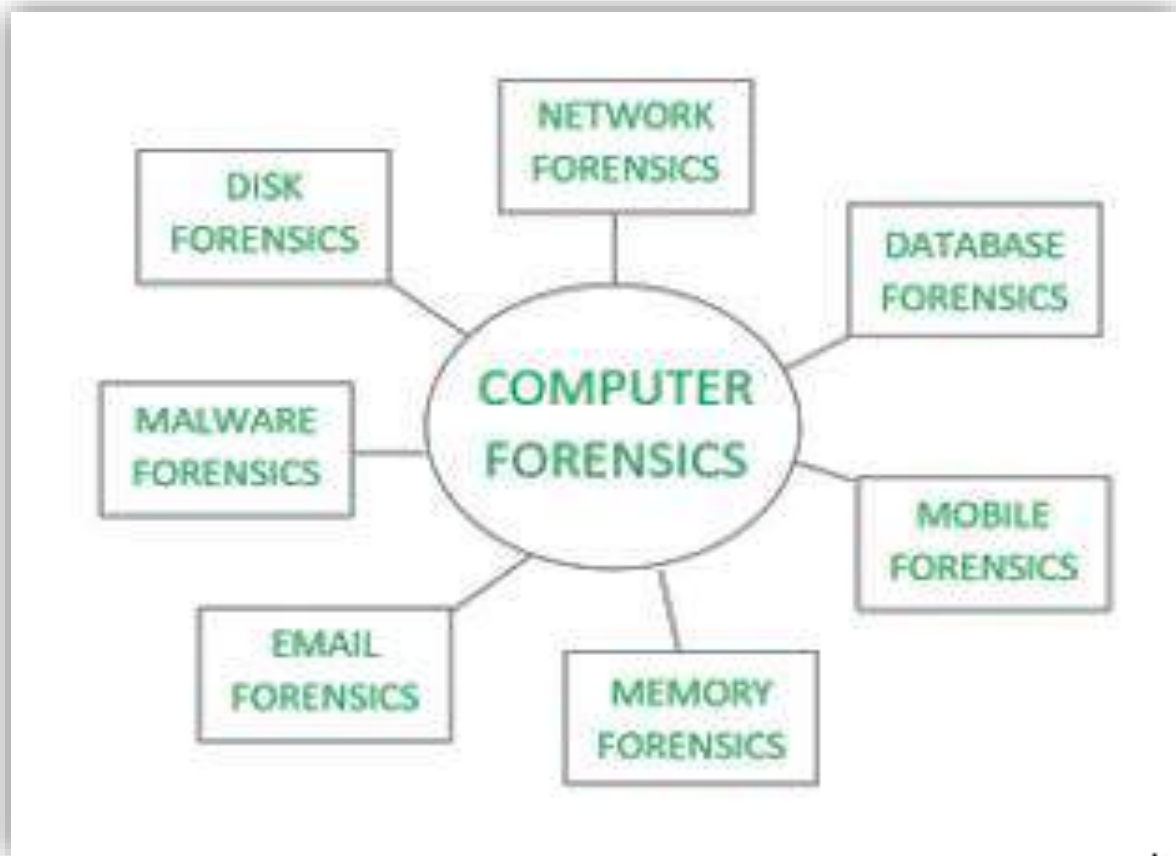 NETWORK
FORENSICS
DISK
FORENSICS
DATABASE
FORENSICS
COMPUTER
FORENSICS
MALWARE
FORENSICS
MOBILE
FORENSICS
EMAIL
FORENSICS
MEMORY
FORENSICS